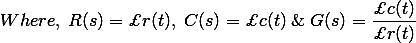 Where, R(s) = £r(t), C(s) = £c(t) & G(s) = £c(t) / £r(t)